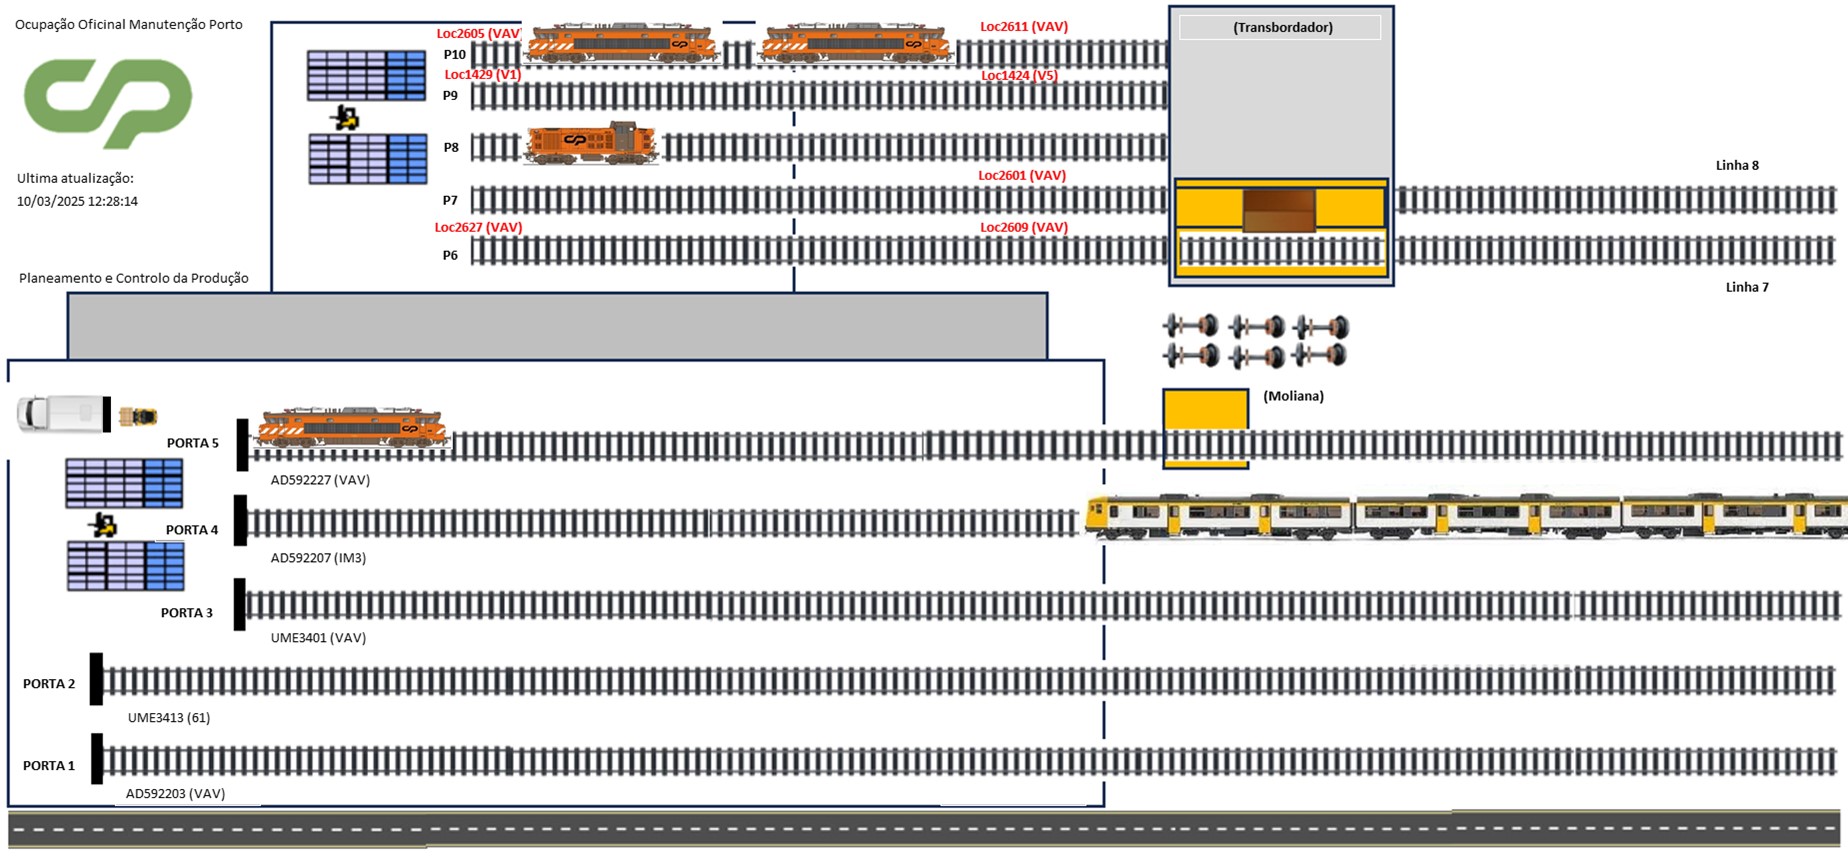 Ocupação Oficinal Manutenção Porto
Loc2605 (VAV)
Loc2611 (VAV)
(Transbordador)
P10
Loc1429 (V1)
Loc1424 (V5)
P9
P8
Linha 8
Ultima atualização:
10/03/2025 12:28:14
Loc2601 (VAV)
P7
Loc2627 (VAV)
Loc2609 (VAV)
P6
Planeamento e Controlo da Produção
Linha 7
(Moliana)
PORTA 5
AD592227 (VAV)
PORTA 4
AD592207 (IM3)
PORTA 3
UME3401 (VAV)
PORTA 2
UME3413 (61)
PORTA 1
AD592203 (VAV)